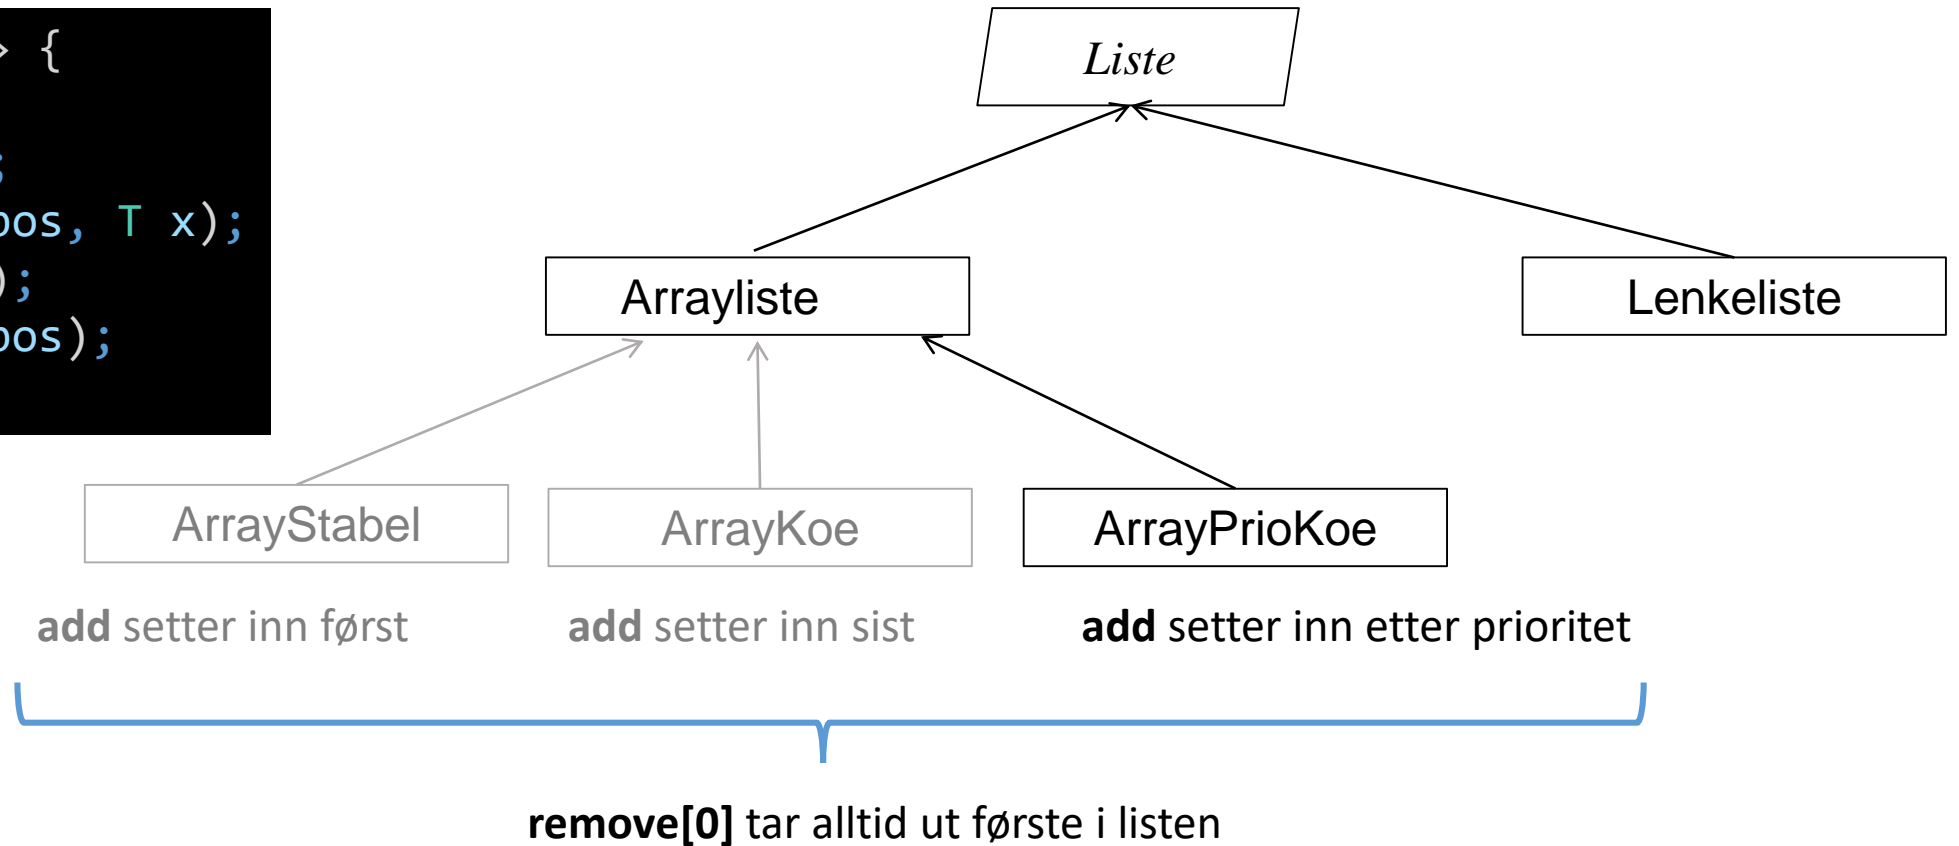 > {
;
pos, T x);
);
pos);
Liste
Arrayliste
Lenkeliste
ArrayStabel
ArrayKoe
ArrayPrioKoe
add setter inn først
add setter inn sist
add setter inn etter prioritet
remove[0] tar alltid ut første i listen